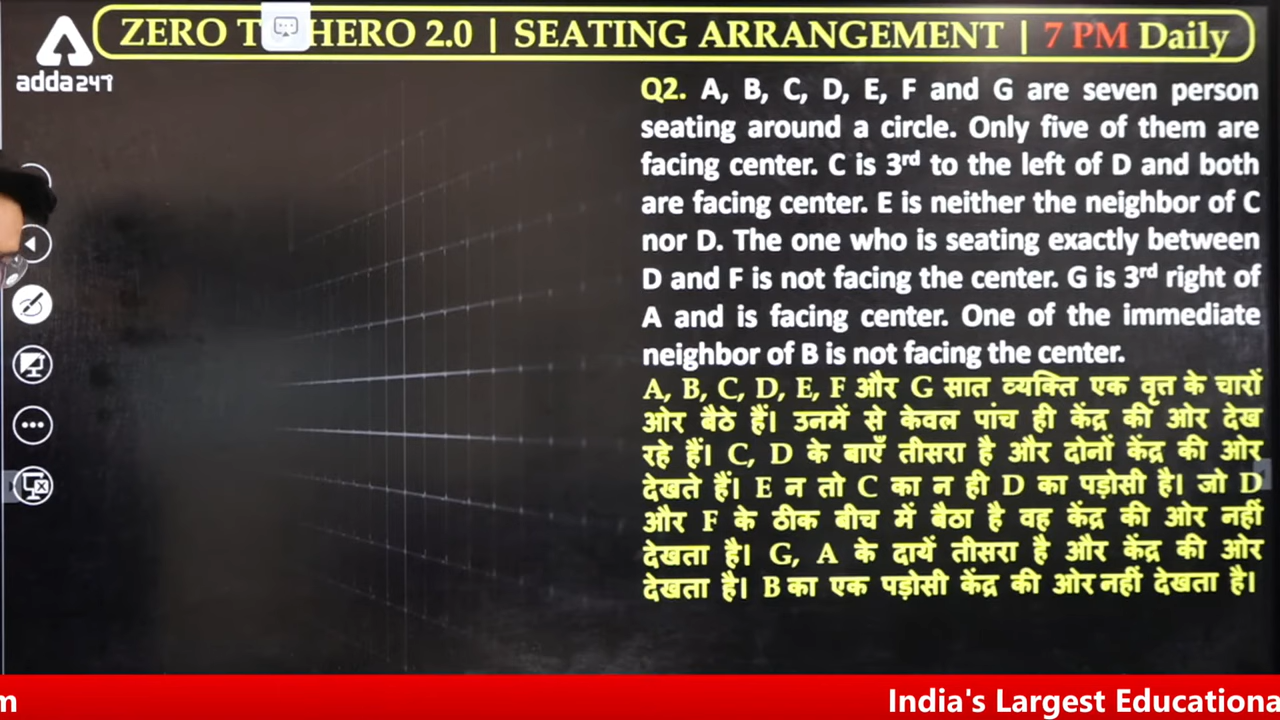 ZERO T HERO 2.0 | SEATING ARRANGEMENT | 7 PM Daily
adda247
Q2. A, B, C, D, E, F and G are seven person
seating around a circle. Only five of them are
facing center. C is 3rd to the left of D and both
are facing center. E is neither the neighbor of C
nor D. The one who is seating exactly between
D and F is not facing the center. G is 3rd right of
A and is facing center. One of the immediate
neighbor of B is not facing the center.
A, B, C, D, E, F और G सात व्यक्ति एक वृत्त के चारों
ओर बैठे हैं। उनमें से केवल पांच ही केंद्र की ओर देख
रहे हैं। C, D के बाएँ तीसरा है और दोनों केंद्र की ओर
देखते हैं। E न तो C का न ही D का पड़ोसी है। जो D
और F के ठीक बीच में बैठा है वह केंद्र की ओर नहीं
देखता है। G, A के दायें तीसरा है और केंद्र की ओर
देखता है। B का एक पड़ोसी केंद्र की ओर नहीं देखता है।
m
India's Largest Educationa